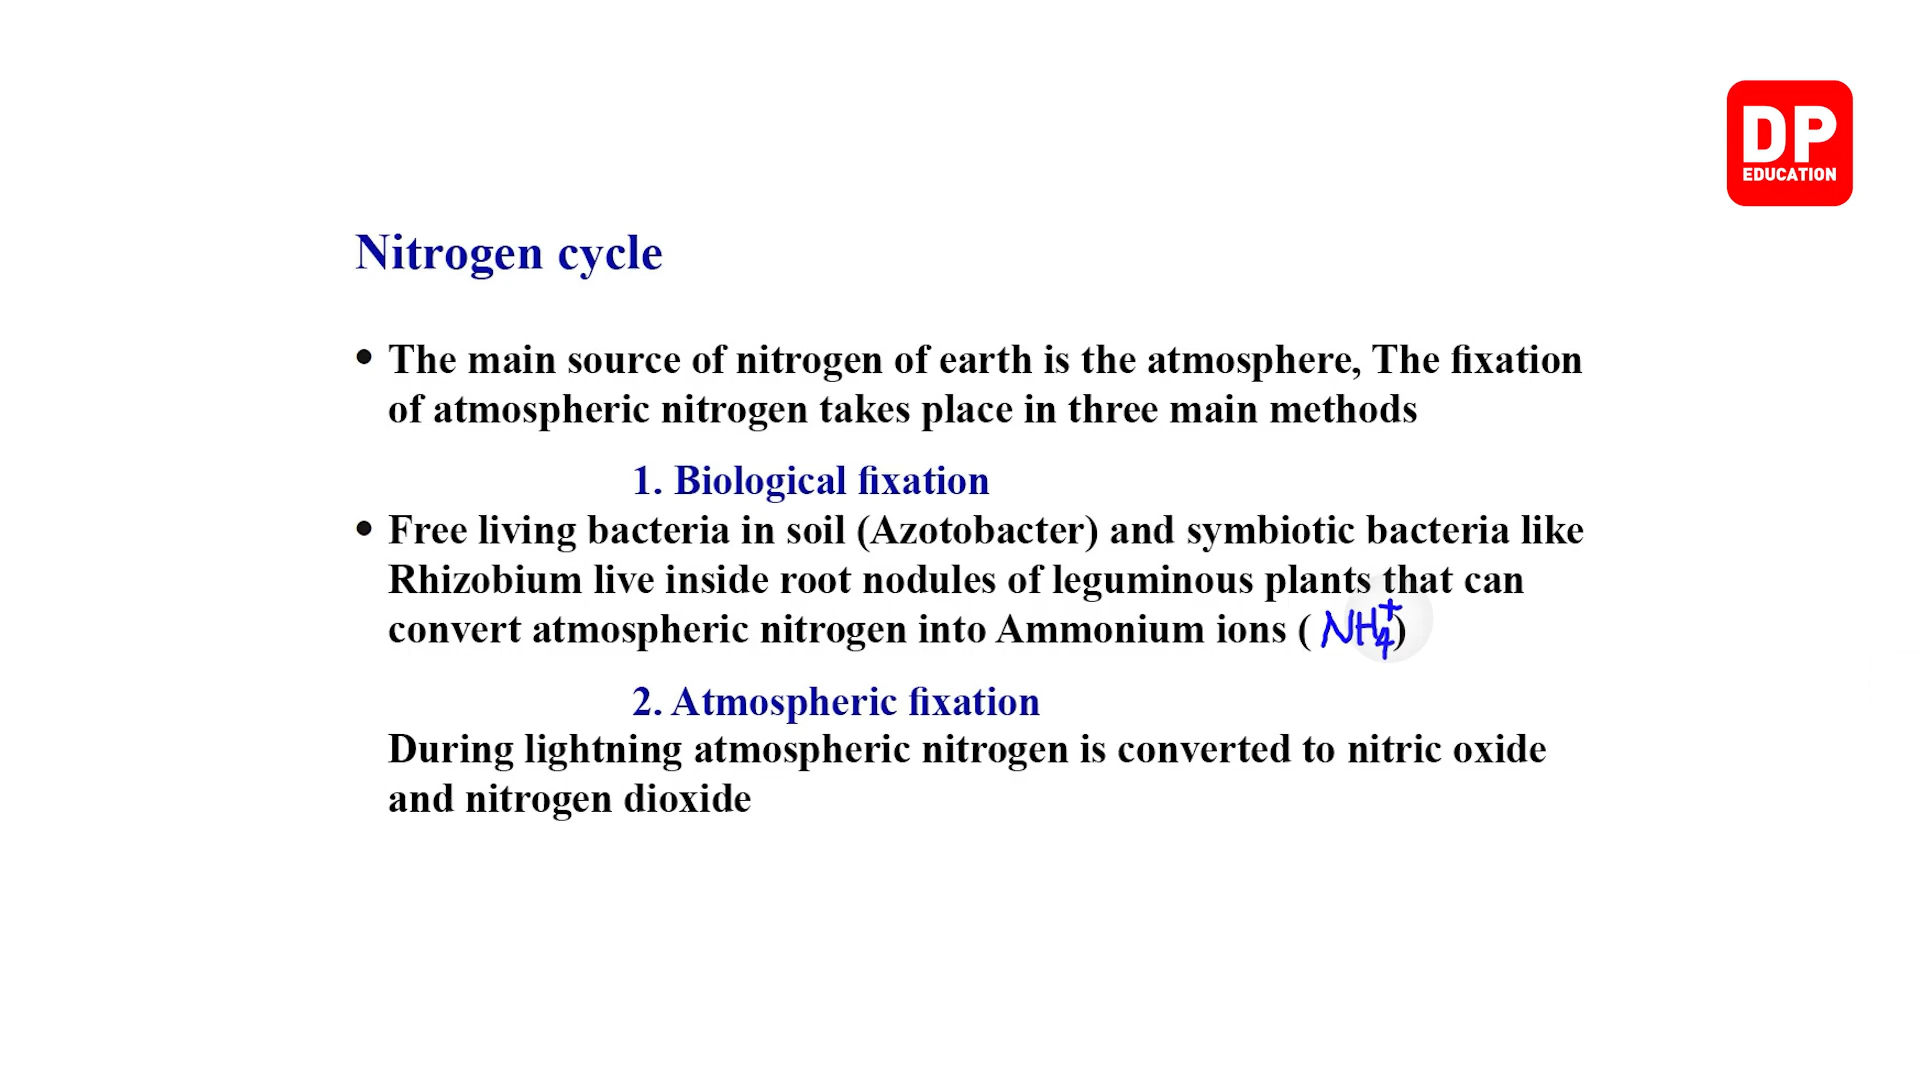 DP
EDUCATION
Nitrogen cycle
• The main source of nitrogen of earth is the atmosphere, The fixation
of atmospheric nitrogen takes place in three main methods
1. Biological fixation
• Free living bacteria in soil (Azotobacter) and symbiotic bacteria like
Rhizobium live inside root nodules of leguminous plants that can
convert atmospheric nitrogen into Ammonium ions ( NH₄⁺)
2. Atmospheric fixation
During lightning atmospheric nitrogen is converted to nitric oxide
and nitrogen dioxide